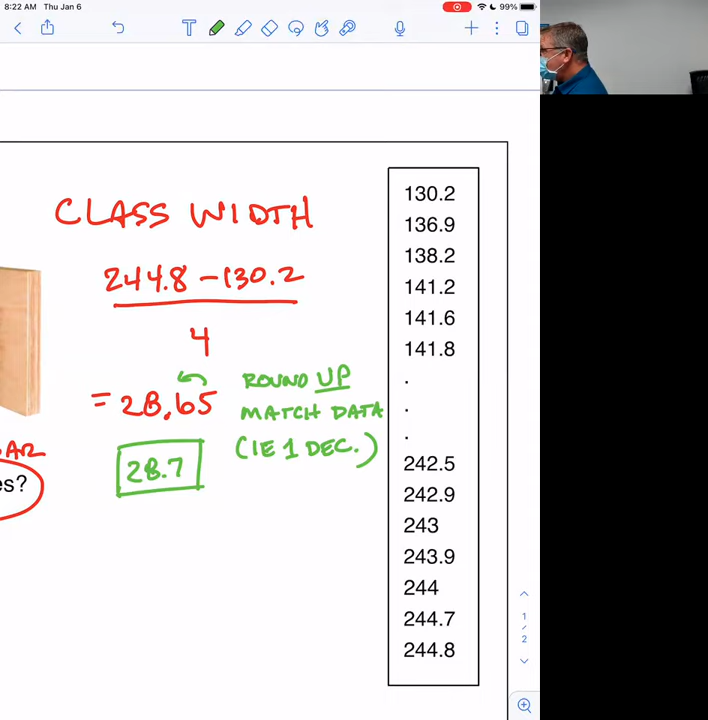 8:22 AM Thu Jan 6
99%
T
CLASS WIDTH
244.8 - 130.2
4
= 28.65
ROUND UP
MATCH DATA
(IE 1 DEC.)
28.7
AR
es?
130.2
136.9
138.2
141.2
141.6
141.8
.
.
.
242.5
242.9
243
243.9
244
244.7
244.8
1
/
2